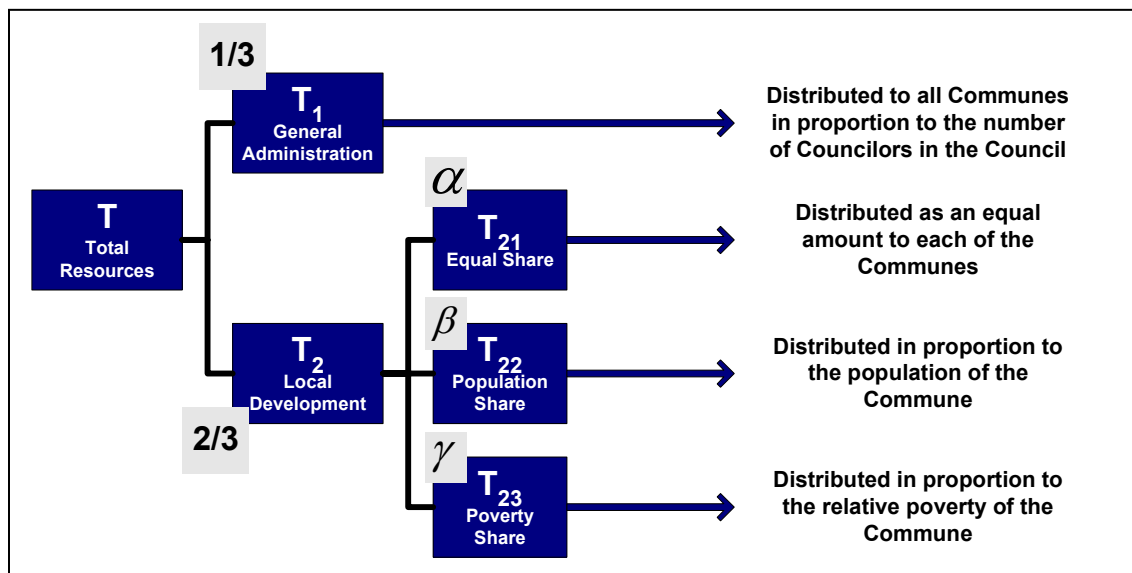 1/3
T1
General
Administration
Distributed to all Communes
in proportion to the number
of Councilors in the Council
T
Total
Resources
α
T21
Equal Share
Distributed as an equal
amount to each of the
Communes
2/3
T2
Local
Development
β
T22
Population
Share
Distributed in proportion to
the population of the
Commune
γ
T23
Poverty
Share
Distributed in proportion to
the relative poverty of the
Commune